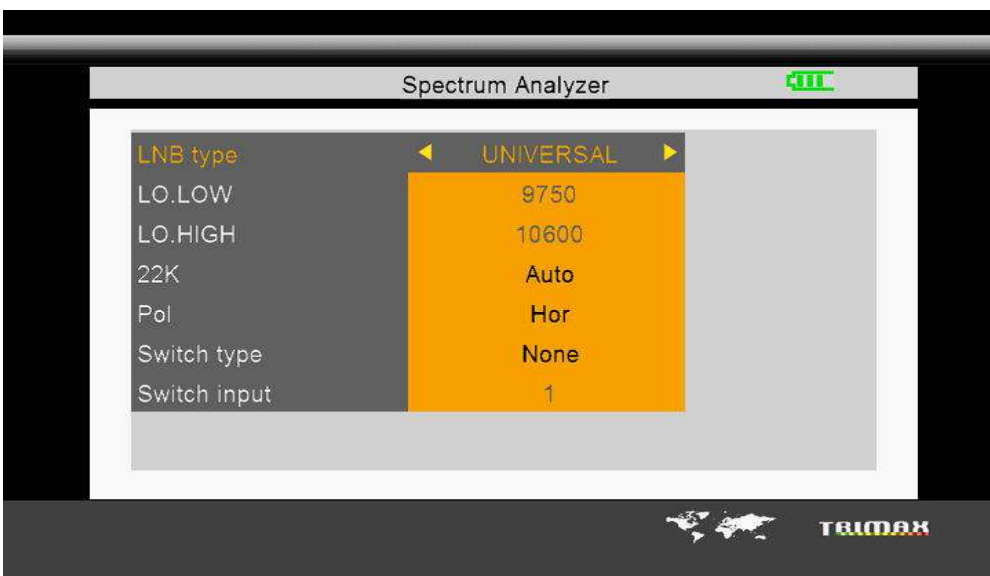 Spectrum Analyzer
LNB type UNIVERSAL
LO.LOW 9750
LO.HIGH 10600
22K Auto
Pol Hor
Switch type None
Switch input 1
TRIMAX